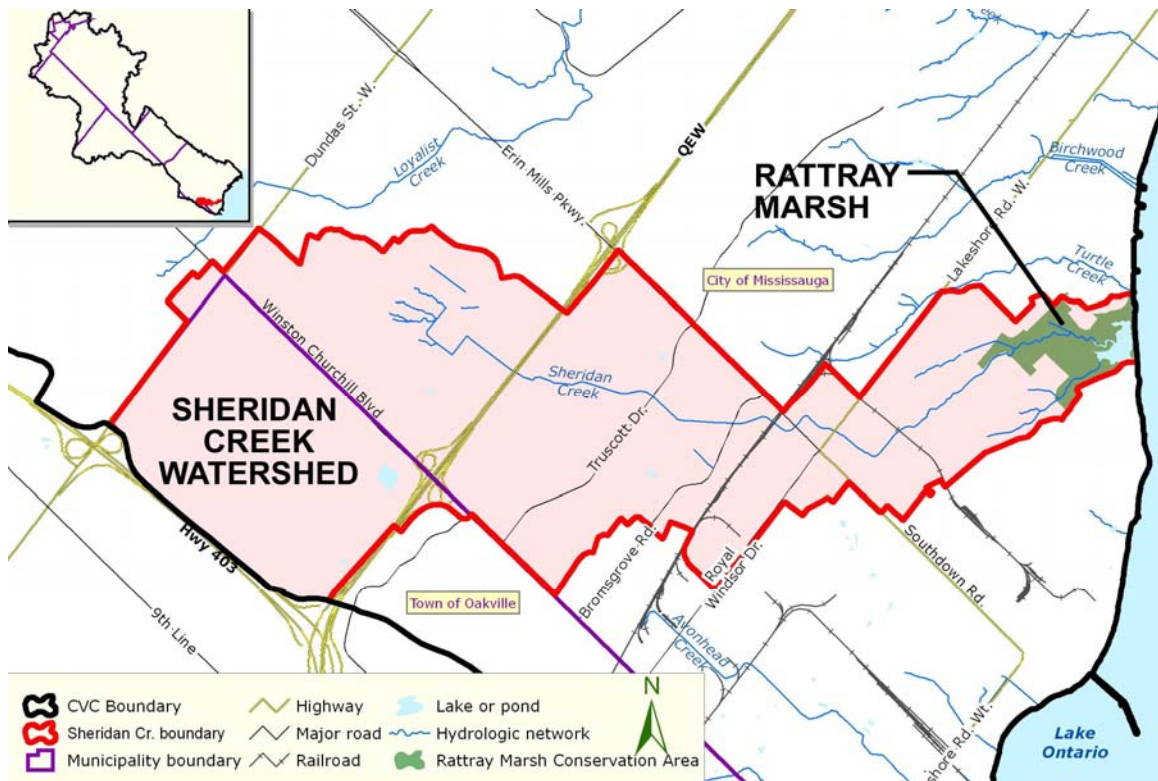 Dundas St. W.
Loyalist
Creek
Erin Mills Pkwy.
QEW
RATTRAY
MARSH
Birchwood
Creek
Lakeshore Rd. W.
Turtle
Creek
City of Mississauga
Winston Churchill Blvd
Sheridan
Creek
Truscott Dr.
SHERIDAN
CREEK
WATERSHED
Hwy 403
9th Line
Town of Oakville
Bromsgrove Rd.
Royal
Windsor Dr.
Southdown Rd.
Avonhead
Creek
shore Rd. W.
Lake
Ontario
N
CVC Boundary
Sheridan Cr. boundary
Municipality boundary
Highway
Major road
Railroad
Lake or pond
Hydrologic network
Rattray Marsh Conservation Area